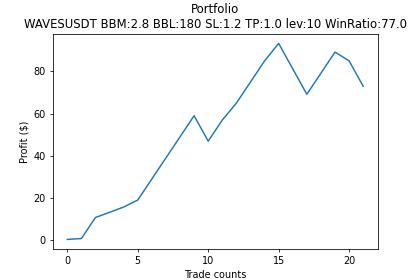 Portfolio
WAVESUSDT BBM:2.8 BBL:180 SL:1.2 TP:1.0 lev:10 WinRatio:77.0
Profit ($)
80
60
40
20
0
0 5 10 15 20
Trade counts